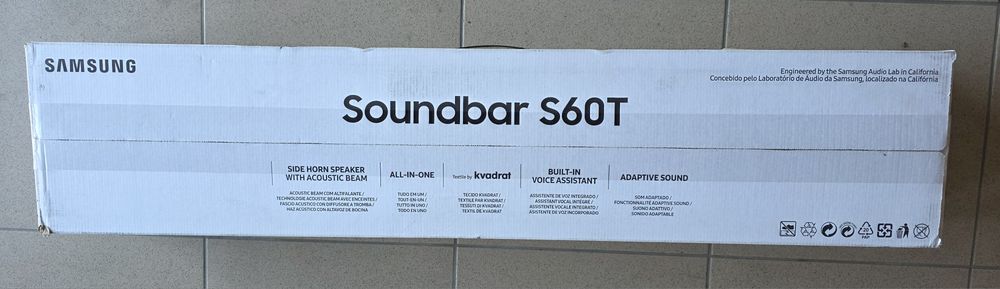 SAMSUNG
Engineered by the Samsung Audio Lab in California
Concebido pelo Laboratório de Áudio da Samsung, localizado na Califórnia
Soundbar S60T
SIDE HORN SPEAKER
WITH ACOUSTIC BEAM
ACOUSTIC BEAM COM ALTIFALANTE /
TECHNOLOGIE ACOUSTIC BEAM AVEC ENCEINTES /
FASCIO ACUSTICO CON DIFFUSORE A TROMBA /
HAZ ACÚSTICO CON ALTAVOZ DE BOCINA
ALL-IN-ONE
TUDO EM UM /
TOUT-EN-UN /
TUTTO IN UNO /
TODO EN UNO
Textile by kvadrat
TECIDO KVADRAT /
TEXTILE PAR KVADRAT /
TESSUTI DI KVADRAT /
TEXTIL DE KVADRAT
BUILT-IN
VOICE ASSISTANT
ASSISTENTE DE VOZ INTEGRADO /
ASSISTANT VOCAL INTÉGRÉ /
ASSISTENTE VOCALE INTEGRATO /
ASISTENTE DE VOZ INCORPORADO
ADAPTIVE SOUND
SOM ADAPTADO /
FONCTIONNALITÉ ADAPTIVE SOUND /
SUONO ADATTIVO /
SONIDO ADAPTABLE
20
PAP